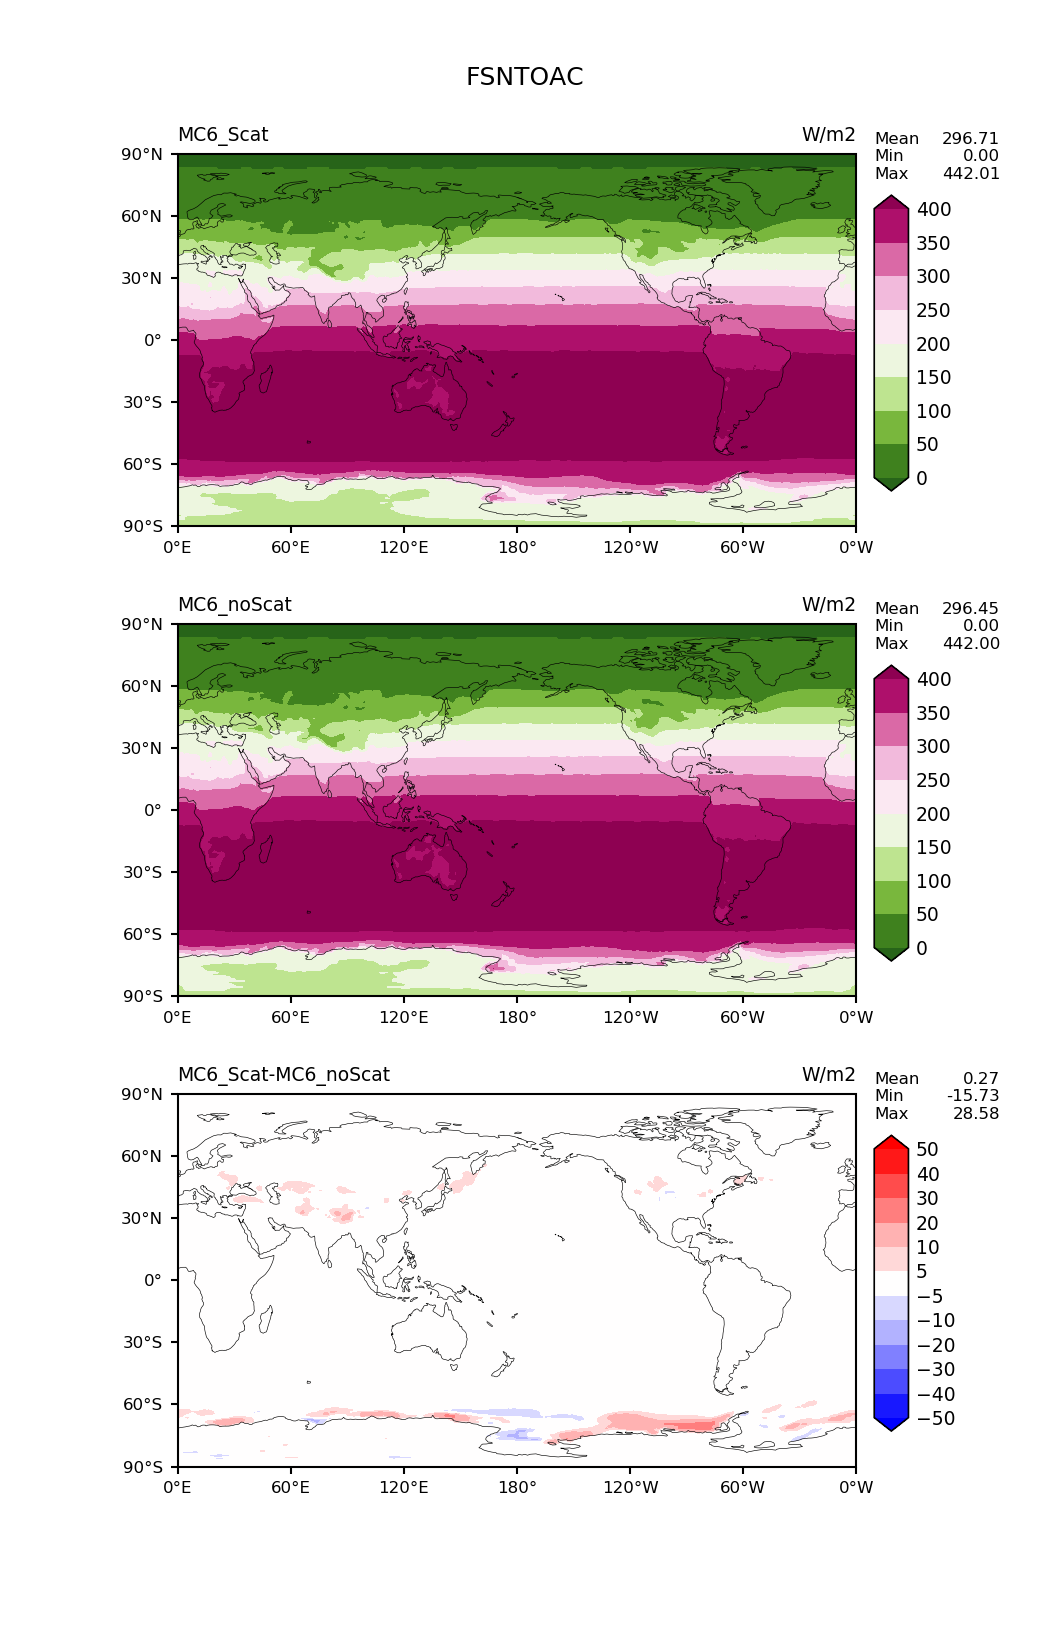 FSNTOAC
MC6_Scat W/m2
Mean 296.71
Min 0.00
Max 442.01
90°N
60°N
30°N
0°
30°S
60°S
90°S
0°E 60°E 120°E 180° 120°W 60°W 0°W
400
350
300
250
200
150
100
50
0
MC6_noScat W/m2
Mean 296.45
Min 0.00
Max 442.00
90°N
60°N
30°N
0°
30°S
60°S
90°S
0°E 60°E 120°E 180° 120°W 60°W 0°W
400
350
300
250
200
150
100
50
0
MC6_Scat-MC6_noScat W/m2
Mean 0.27
Min -15.73
Max 28.58
90°N
60°N
30°N
0°
30°S
60°S
90°S
0°E 60°E 120°E 180° 120°W 60°W 0°W
50
40
30
20
10
5
−5
−10
−20
−30
−40
−50